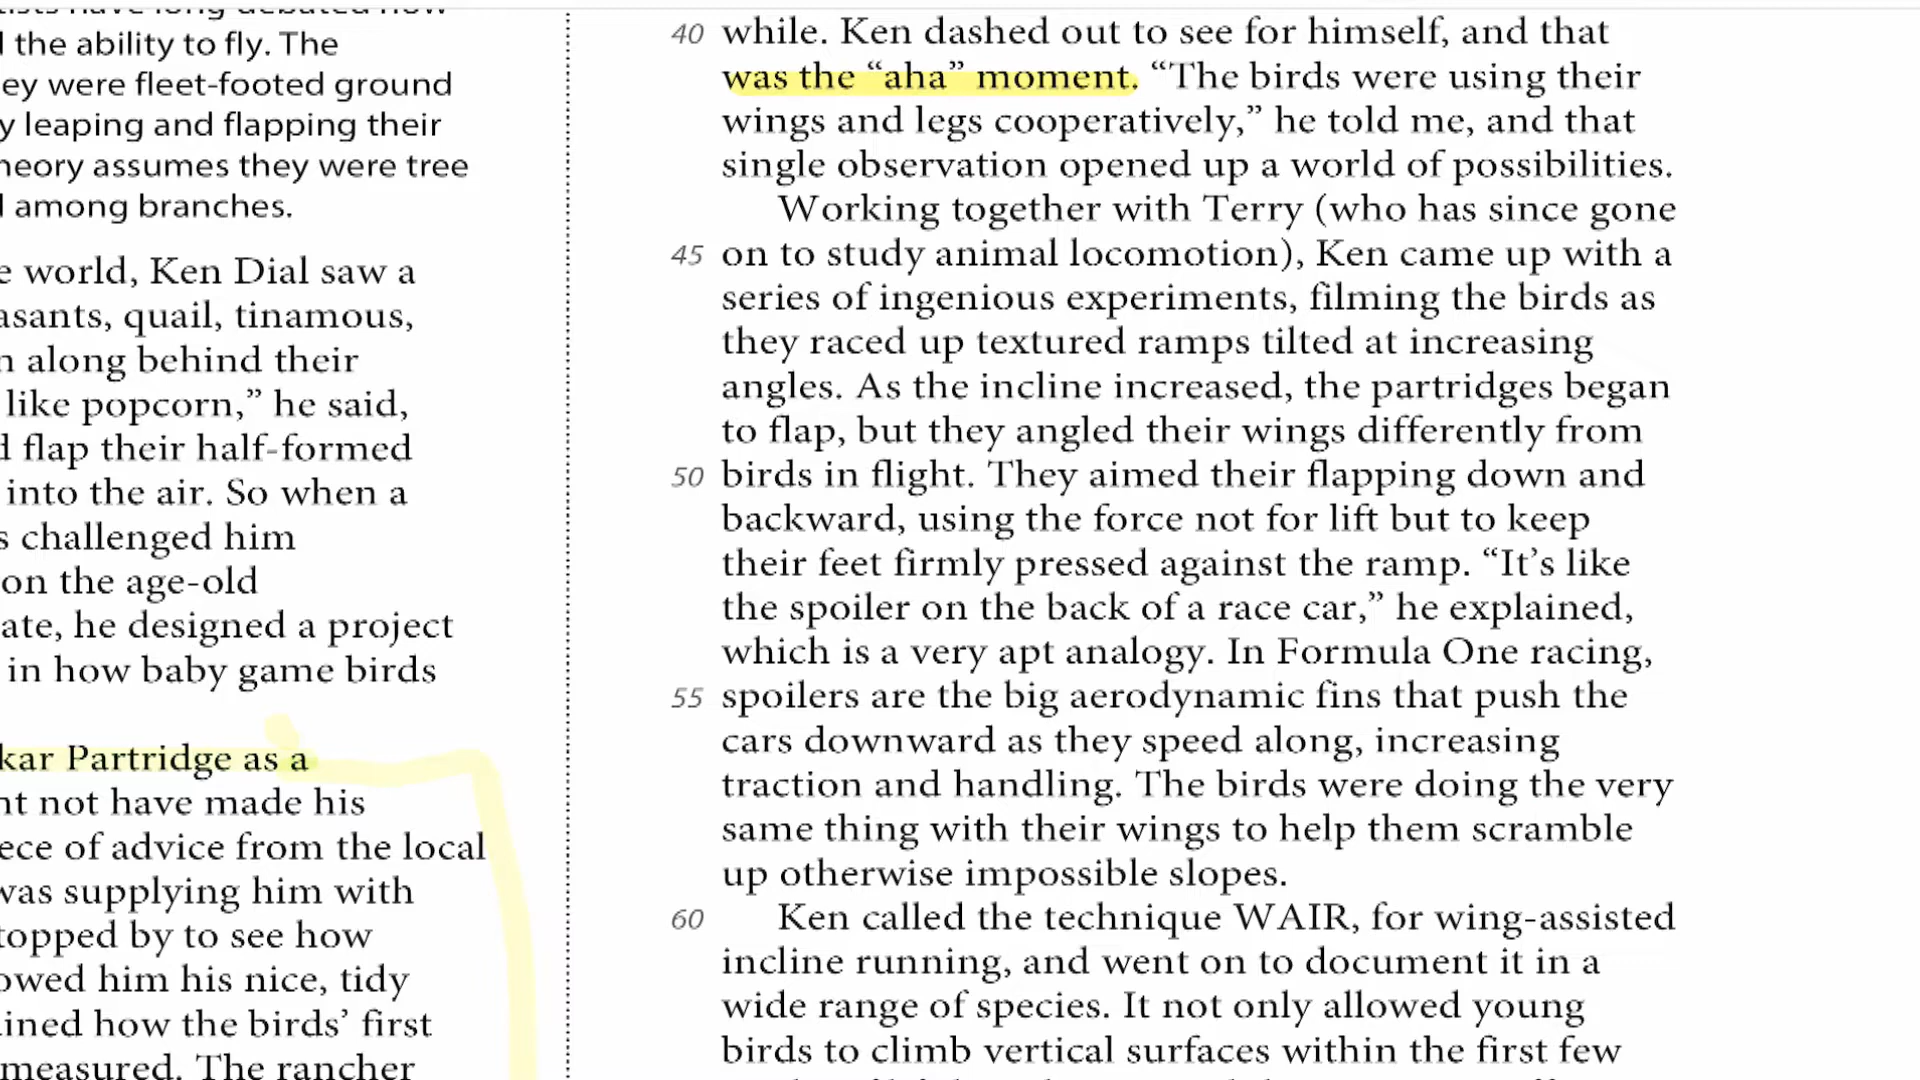 the ability to fly. The
ey were fleet-footed ground
y leaping and flapping their
heory assumes they were tree
among branches.
e world, Ken Dial saw a
asants, quail, tinamous,
n along behind their
like popcorn,” he said,
d flap their half-formed
into the air. So when a
s challenged him
on the age-old
ate, he designed a project
in how baby game birds
kar Partridge as a
nt not have made his
ece of advice from the local
was supplying him with
topped by to see how
owed him his nice, tidy
ained how the birds’ first
measured. The rancher
40 while. Ken dashed out to see for himself, and that
was the “aha” moment. “The birds were using their
wings and legs cooperatively,” he told me, and that
single observation opened up a world of possibilities.
Working together with Terry (who has since gone
45 on to study animal locomotion), Ken came up with a
series of ingenious experiments, filming the birds as
they raced up textured ramps tilted at increasing
angles. As the incline increased, the partridges began
to flap, but they angled their wings differently from
50 birds in flight. They aimed their flapping down and
backward, using the force not for lift but to keep
their feet firmly pressed against the ramp. “It’s like
the spoiler on the back of a race car,” he explained,
which is a very apt analogy. In Formula One racing,
55 spoilers are the big aerodynamic fins that push the
cars downward as they speed along, increasing
traction and handling. The birds were doing the very
same thing with their wings to help them scramble
up otherwise impossible slopes.
60 Ken called the technique WAIR, for wing-assisted
incline running, and went on to document it in a
wide range of species. It not only allowed young
birds to climb vertical surfaces within the first few